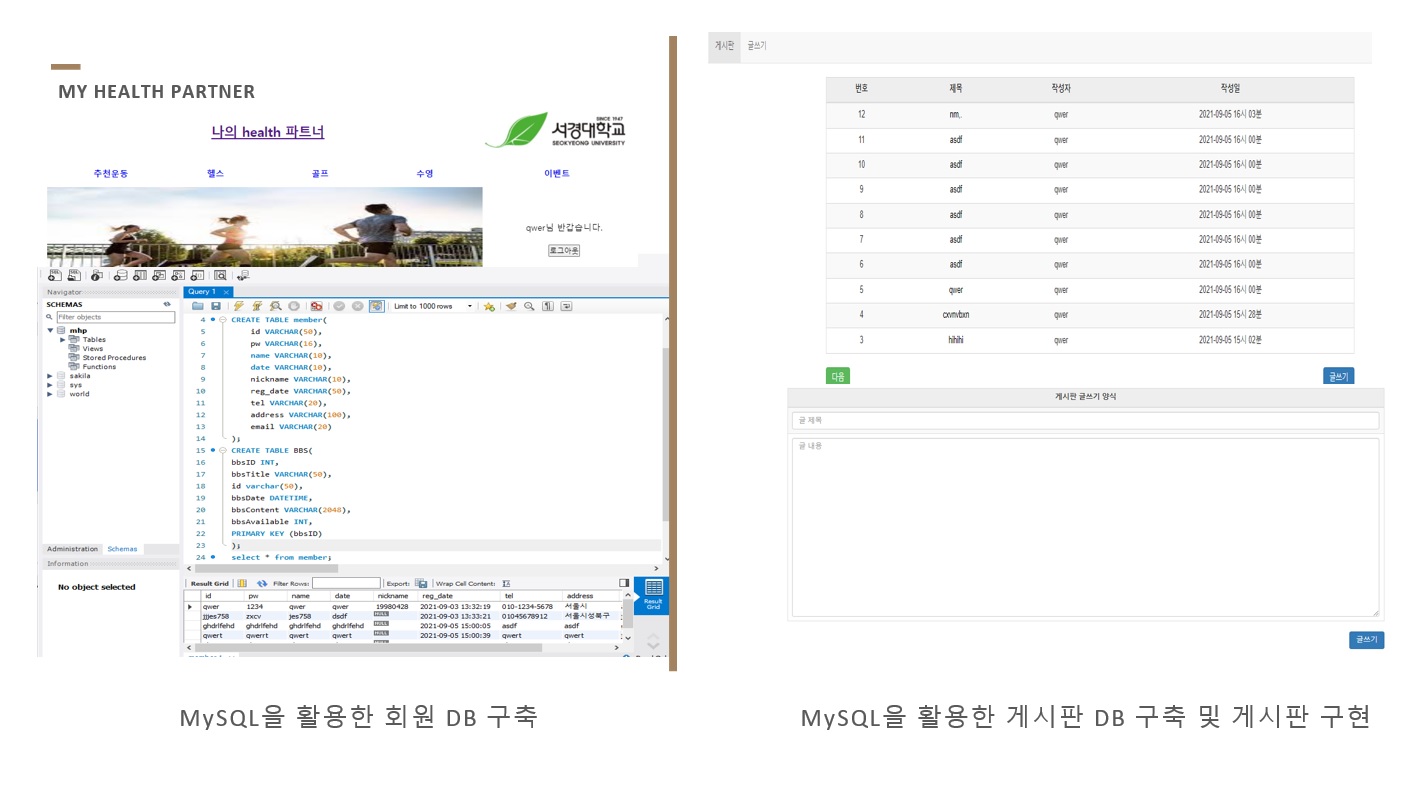 MY HEALTH PARTNER
나의 health 파트너
SINCE 1947
서경대학교
SEOKYEONG UNIVERSITY
추천운동 헬스 골프 수영 이벤트
qwer님 반갑습니다.
로그아웃
Navigator
SCHEMAS
Filter objects
mhp
Tables
Views
Stored Procedures
Functions
sakila
sys
world
Administration Schemas
Information
No object selected
Query 1
Limit to 1000 rows
4 CREATE TABLE member(
5 id VARCHAR(50),
6 pw VARCHAR(16),
7 name VARCHAR(10),
8 date VARCHAR(10),
9 nickname VARCHAR(10),
10 reg_date VARCHAR(50),
11 tel VARCHAR(20),
12 address VARCHAR(100),
13 email VARCHAR(20)
14 );
15 CREATE TABLE BBS(
16 bbsID INT,
17 bbsTitle VARCHAR(50),
18 id varchar(50),
19 bbsDate DATETIME,
20 bbsContent VARCHAR(2048),
21 bbsAvailable INT,
22 PRIMARY KEY (bbsID)
23 );
24 select * from member;
Result Grid Filter Rows: Export: Wrap Cell Content:
id pw name date nickname reg_date tel address
qwer 1234 qwer qwer 19980428 2021-09-03 13:32:19 010-1234-5678 서울시
jjjes758 zxcv jes758 dsdf NULL 2021-09-03 13:33:21 01045678912 서울시성북구
ghdrlfehd ghdrlfehd ghdrlfehd ghdrlfehd NULL 2021-09-05 15:00:05 asdf asdf
qwert qwerrt qwert qwert NULL 2021-09-05 15:00:39 qwert qwert
Result
Grid
MySQL을 활용한 회원 DB 구축
게시판 글쓰기
번호 제목 작성자 작성일
12 nm,. qwer 2021-09-05 16시 03분
11 asdf qwer 2021-09-05 16시 00분
10 asdf qwer 2021-09-05 16시 00분
9 asdf qwer 2021-09-05 16시 00분
8 asdf qwer 2021-09-05 16시 00분
7 asdf qwer 2021-09-05 16시 00분
6 asdf qwer 2021-09-05 16시 00분
5 qwer qwer 2021-09-05 16시 00분
4 cxvnvbxn qwer 2021-09-05 15시 28분
3 hihihi qwer 2021-09-05 15시 02분
다음 글쓰기
게시판 글쓰기 양식
글 제목
글 내용
글쓰기
MySQL을 활용한 게시판 DB 구축 및 게시판 구현